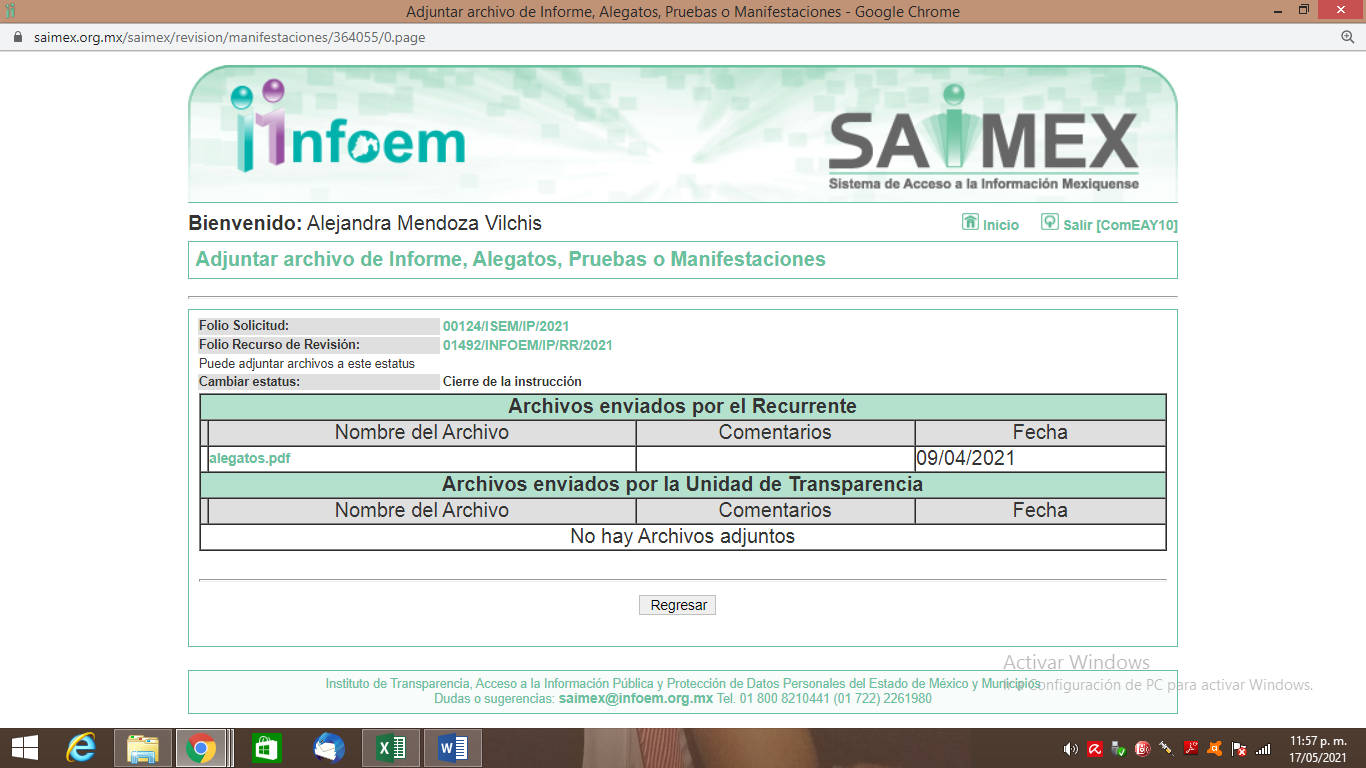 Adjuntar archivo de Informe, Alegatos, Pruebas o Manifestaciones - Google Chrome
saimex.org.mx/saimex/revision/manifestaciones/364055/0.page
infoem
SAIMEX
Sistema de Acceso a la Información Mexiquense
Bienvenido: Alejandra Mendoza Vilchis
Inicio
Salir [ComEAY10]
Adjuntar archivo de Informe, Alegatos, Pruebas o Manifestaciones
Folio Solicitud: 00124/ISEM/IP/2021
Folio Recurso de Revisión: 01492/INFOEM/IP/RR/2021
Puede adjuntar archivos a este estatus
Cambiar estatus: Cierre de la instrucción
Archivos enviados por el Recurrente
Nombre del Archivo Comentarios Fecha
alegatos.pdf 09/04/2021
Archivos enviados por la Unidad de Transparencia
Nombre del Archivo Comentarios Fecha
No hay Archivos adjuntos
Regresar
Activar Windows
Instituto de Transparencia, Acceso a la Información Pública y Protección de Datos Personales del Estado de México y Municipios
Configuración de PC para activar Windows.
Dudas o sugerencias: saimex@infoem.org.mx Tel. 01 800 8210441 (01 722) 2261980
11:57 p. m.
17/05/2021